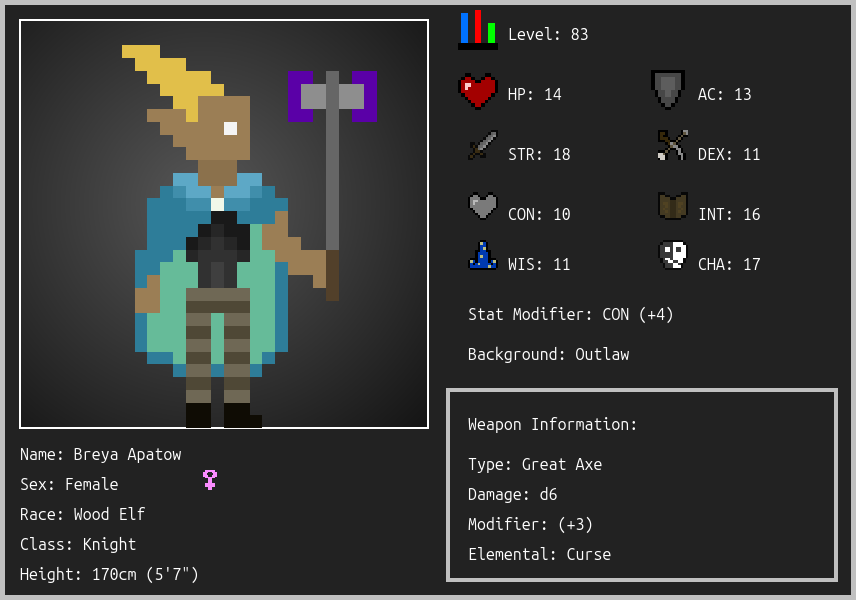 Level: 83
HP: 14
AC: 13
STR: 18
DEX: 11
CON: 10
INT: 16
WIS: 11
CHA: 17
Stat Modifier: CON (+4)
Background: Outlaw
Weapon Information:
Type: Great Axe
Damage: d6
Modifier: (+3)
Elemental: Curse
Name: Breya Apatow
Sex: Female
Race: Wood Elf
Class: Knight
Height: 170cm (5'7")